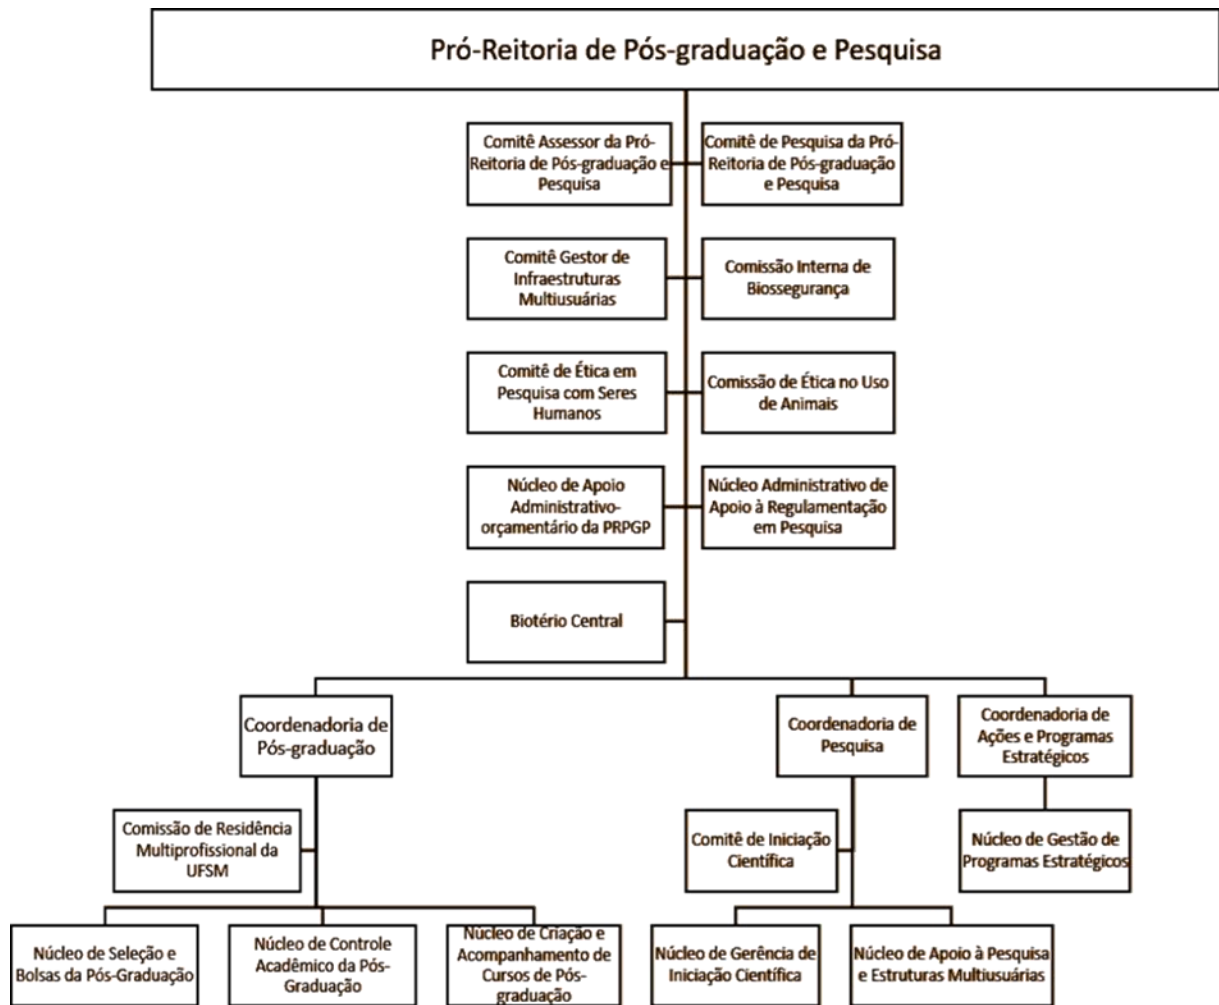 Pró-Reitoria de Pós-graduação e Pesquisa
Comitê Assessor da Pró-
Reitoria de Pós-graduação e
Pesquisa
Comitê de Pesquisa da Pró-
Reitoria de Pós-graduação
e Pesquisa
Comitê Gestor de
Infraestruturas
Multiusuárias
Comissão Interna de
Biossegurança
Comitê de Ética em
Pesquisa com Seres
Humanos
Comissão de Ética no Uso
de Animais
Núcleo de Apoio
Administrativo-
orçamentário da PRPGP
Núcleo Administrativo de
Apoio à Regulamentação
em Pesquisa
Biotério Central
Coordenadoria de
Pós-graduação
Coordenadoria de
Pesquisa
Coordenadoria de
Ações e Programas
Estratégicos
Comissão de Residência
Multiprofissional da
UFSM
Comitê de Iniciação
Científica
Núcleo de Gestão de
Programas Estratégicos
Núcleo de Seleção e
Bolsas da Pós-Graduação
Núcleo de Controle
Acadêmico da Pós-
Graduação
Núcleo de Criação e
Acompanhamento de
Cursos de Pós-
graduação
Núcleo de Gerência de
Iniciação Científica
Núcleo de Apoio à Pesquisa
e Estruturas Multiusuárias